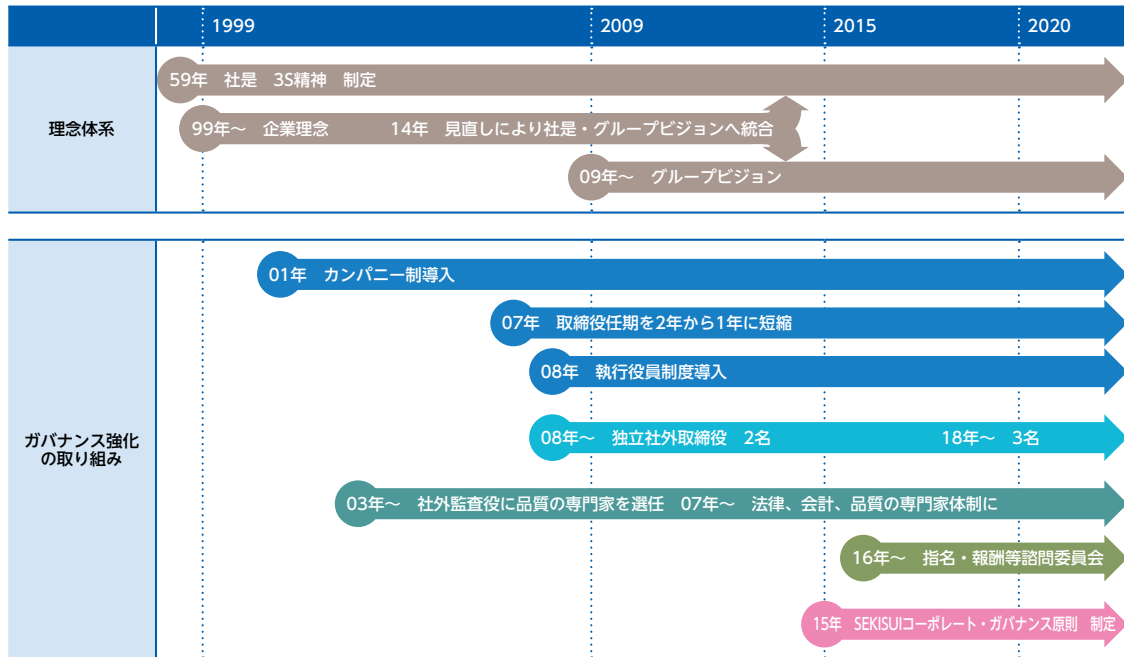 1999 2009 2015 2020
理念体系
59年 社是 3S精神 制定
99年～ 企業理念 14年 見直しにより社是・グループビジョンへ統合
09年～ グループビジョン
ガバナンス強化
の取り組み
01年 カンパニー制導入
07年 取締役任期を2年から1年に短縮
08年 執行役員制度導入
08年～ 独立社外取締役 2名 18年～ 3名
03年～ 社外監査役に品質の専門家を選任 07年～ 法律、会計、品質の専門家体制に
16年～ 指名・報酬等諮問委員会
15年 SEKISUIコーポレート・ガバナンス原則 制定